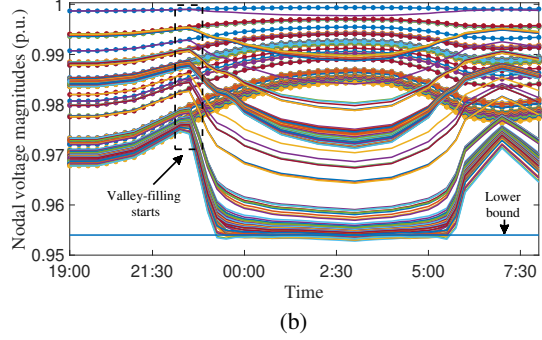 1
0.99
0.98
0.97
0.96
0.95
Nodal voltage magnitudes (p.u.)
Valley-filling
starts
Lower
bound
19:00 21:30 00:00 2:30 5:00 7:30
Time
(b)